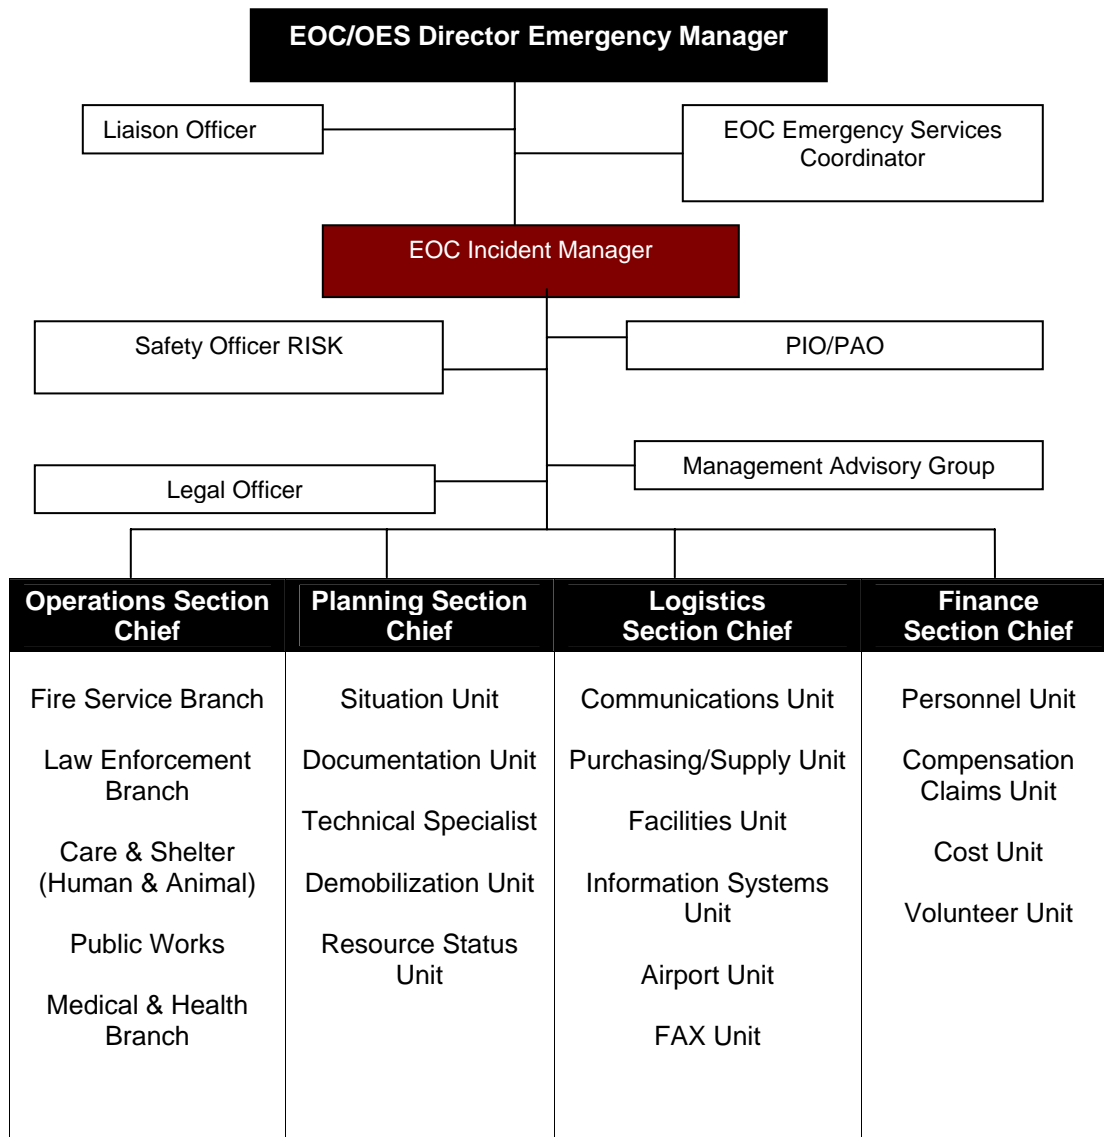 EOC/OES Director Emergency Manager
Liaison Officer
EOC Emergency Services
Coordinator
EOC Incident Manager
Safety Officer RISK
PIO/PAO
Management Advisory Group
Legal Officer
Operations Section
Chief
Planning Section
Chief
Logistics
Section Chief
Finance
Section Chief
Fire Service Branch
Law Enforcement
Branch
Care & Shelter
(Human & Animal)
Public Works
Medical & Health
Branch
Situation Unit
Documentation Unit
Technical Specialist
Demobilization Unit
Resource Status
Unit
Communications Unit
Purchasing/Supply Unit
Facilities Unit
Information Systems
Unit
Airport Unit
FAX Unit
Personnel Unit
Compensation
Claims Unit
Cost Unit
Volunteer Unit